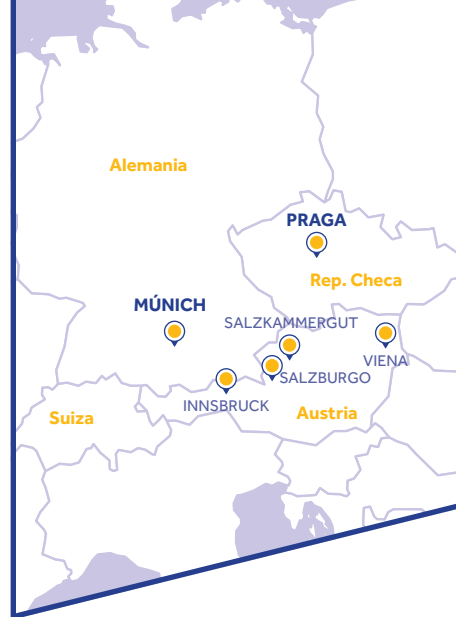 Alemania
PRAGA
Rep. Checa
MÚNICH
SALZKAMMERGUT
VIENA
SALZBURGO
INNSBRUCK
Suiza
Austria